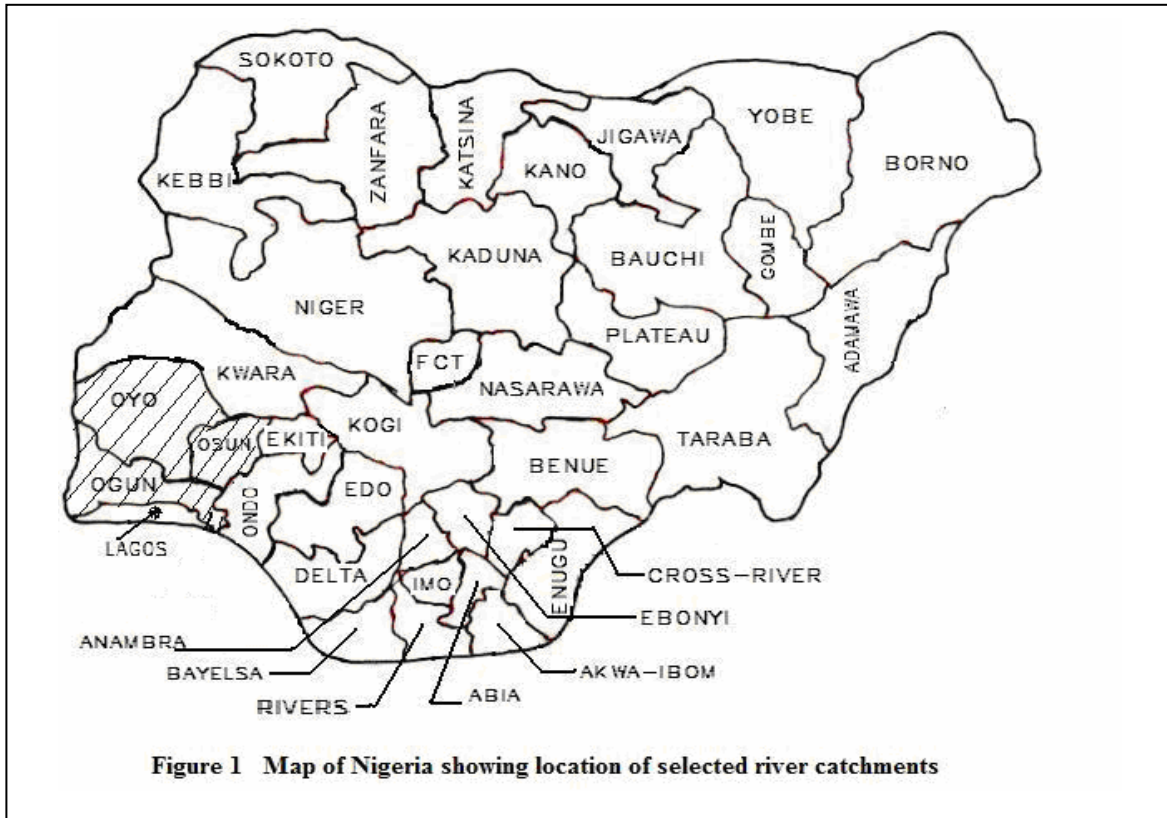 SOKOTO
YOBE
ZANFARA
KATSINA
JIGAWA
BORNO
KANO
KEBBI
GOMBE
KADUNA
BAUCHI
ADAMAWA
NIGER
PLATEAU
FCT
KWARA
NASARAWA
OYO
KOGI
OSUN
EKITI
TARABA
BENUE
OGUN
EDO
ONDO
LAGOS
DELTA
IMO
ENUGU
CROSS-RIVER
EBONYI
ANAMBRA
BAYELSA
AKWA-IBOM
RIVERS
ABIA
Figure 1 Map of Nigeria showing location of selected river catchments